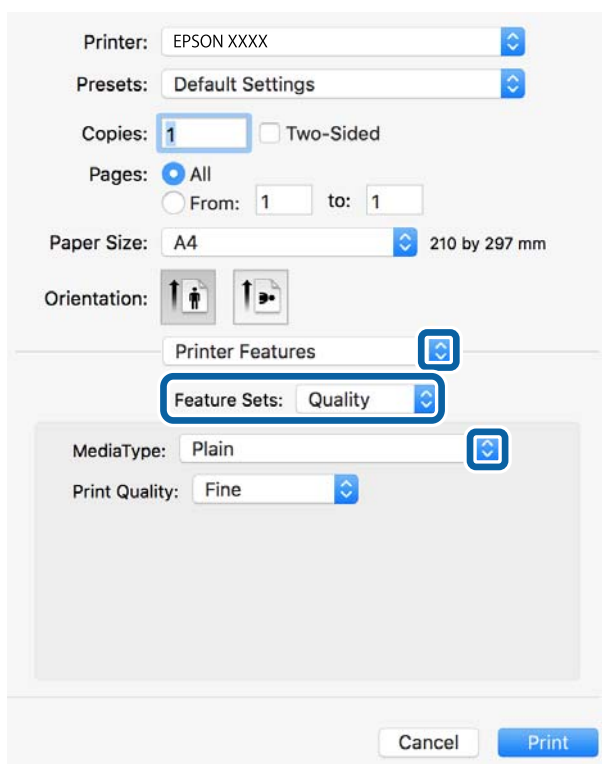 Printer: EPSON XXXX
Presets: Default Settings
Copies: 1 Two-Sided
Pages: All
From: 1 to: 1
Paper Size: A4 210 by 297 mm
Orientation:
Printer Features
Feature Sets: Quality
MediaType: Plain
Print Quality: Fine
Cancel Print